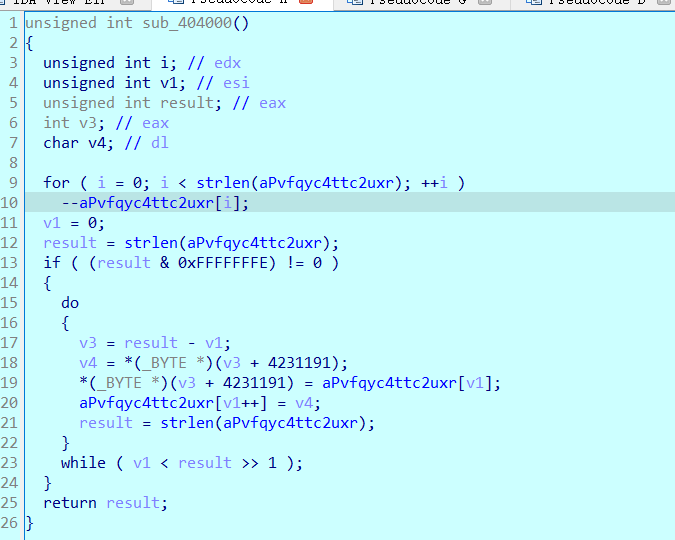 IDA View-EIP
Pseudocode-H
Pseudocode-G
Pseudocode-D
1 unsigned int sub_404000()
2 {
3 unsigned int i; // edx
4 unsigned int v1; // esi
5 unsigned int result; // eax
6 int v3; // eax
7 char v4; // dl
8
9 for ( i = 0; i < strlen(aPvfqyc4ttc2uxr); ++i )
10 --aPvfqyc4ttc2uxr[i];
11 v1 = 0;
12 result = strlen(aPvfqyc4ttc2uxr);
13 if ( (result & 0xFFFFFFFE) != 0 )
14 {
15 do
16 {
17 v3 = result - v1;
18 v4 = *(_BYTE *)(v3 + 4231191);
19 *(_BYTE *)(v3 + 4231191) = aPvfqyc4ttc2uxr[v1];
20 aPvfqyc4ttc2uxr[v1++] = v4;
21 result = strlen(aPvfqyc4ttc2uxr);
22 }
23 while ( v1 < result >> 1 );
24 }
25 return result;
26 }